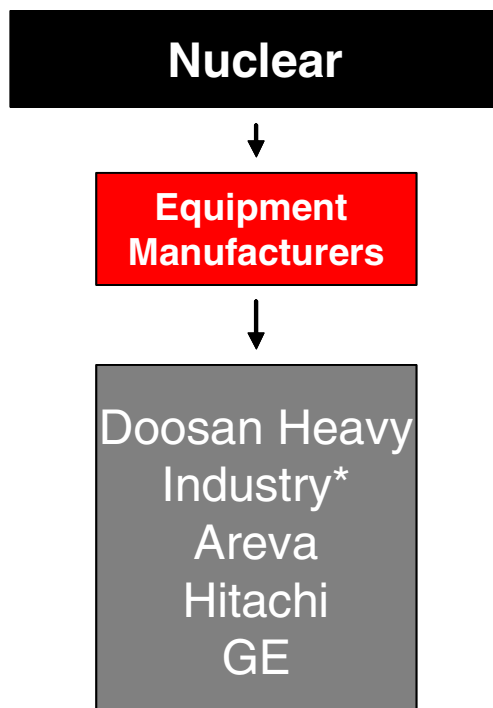 Nuclear
Equipment
Manufacturers
Doosan Heavy
Industry*
Areva
Hitachi
GE